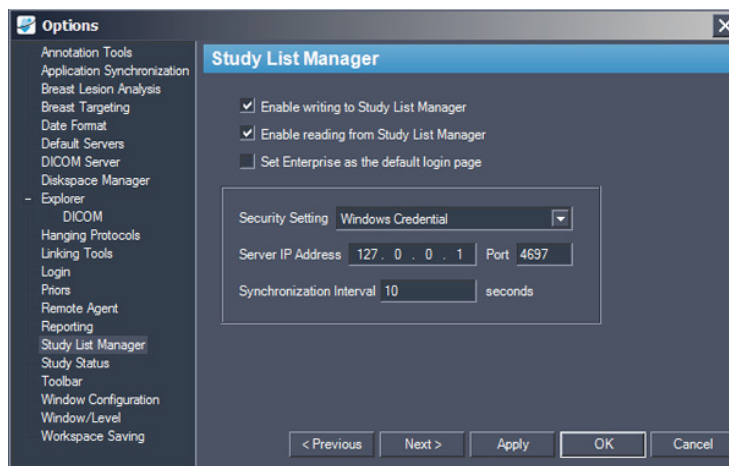 Options
Annotation Tools
Application Synchronization
Breast Lesion Analysis
Breast Targeting
Date Format
Default Servers
DICOM Server
Diskspace Manager
Explorer
DICOM
Hanging Protocols
Linking Tools
Login
Priors
Remote Agent
Reporting
Study List Manager
Study Status
Toolbar
Window Configuration
Window/Level
Workspace Saving
Study List Manager
Enable writing to Study List Manager
Enable reading from Study List Manager
Set Enterprise as the default login page
Security Setting Windows Credential
Server IP Address 127 . 0 . 0 . 1 Port 4697
Synchronization Interval 10 seconds
< Previous Next > Apply OK Cancel